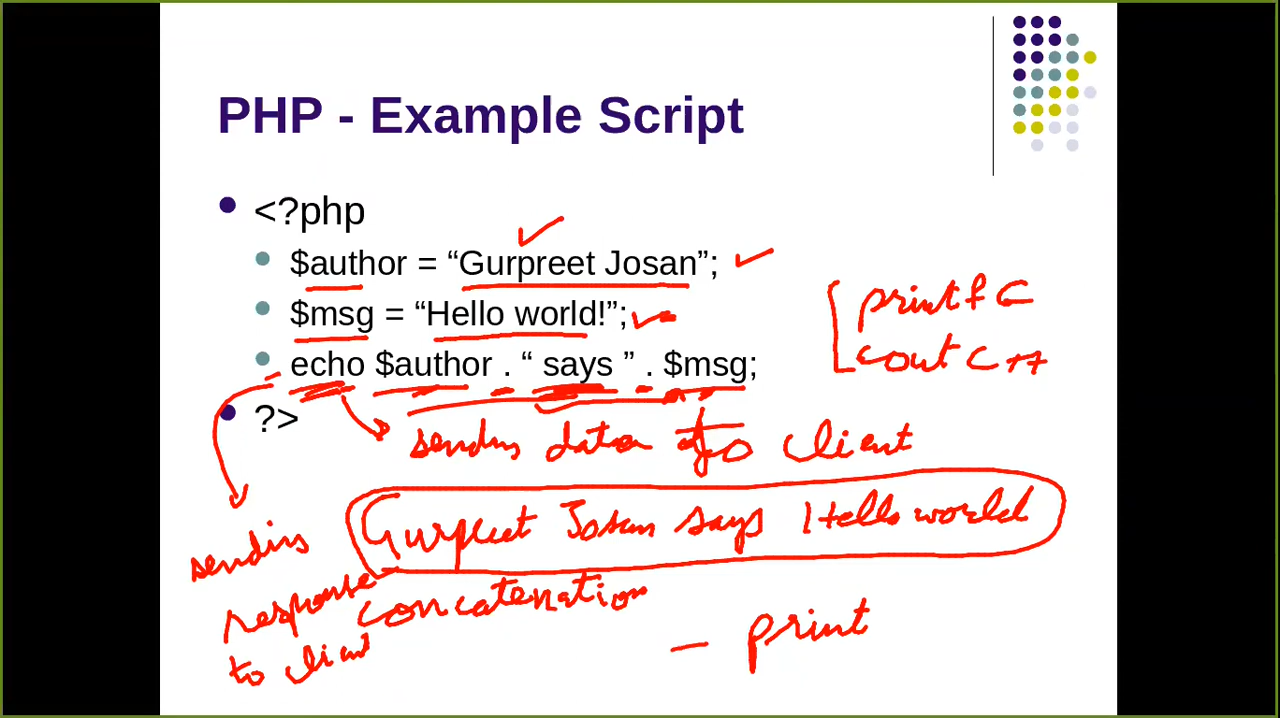 PHP - Example Script
<?php
$author = “Gurpreet Josan”;
$msg = “Hello world!”;
echo $author . “ says ” . $msg;
?>
printf C
cout C++
sending data to client
Gurpreet Josan says Hello world
sending
response
to client
concatenation
– print